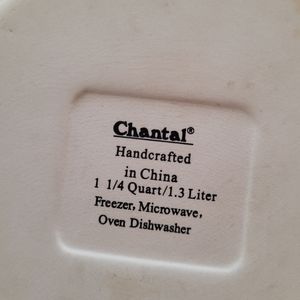 Chantal®
Handcrafted
in China
1 1/4 Quart/1.3 Liter
Freezer, Microwave,
Oven Dishwasher